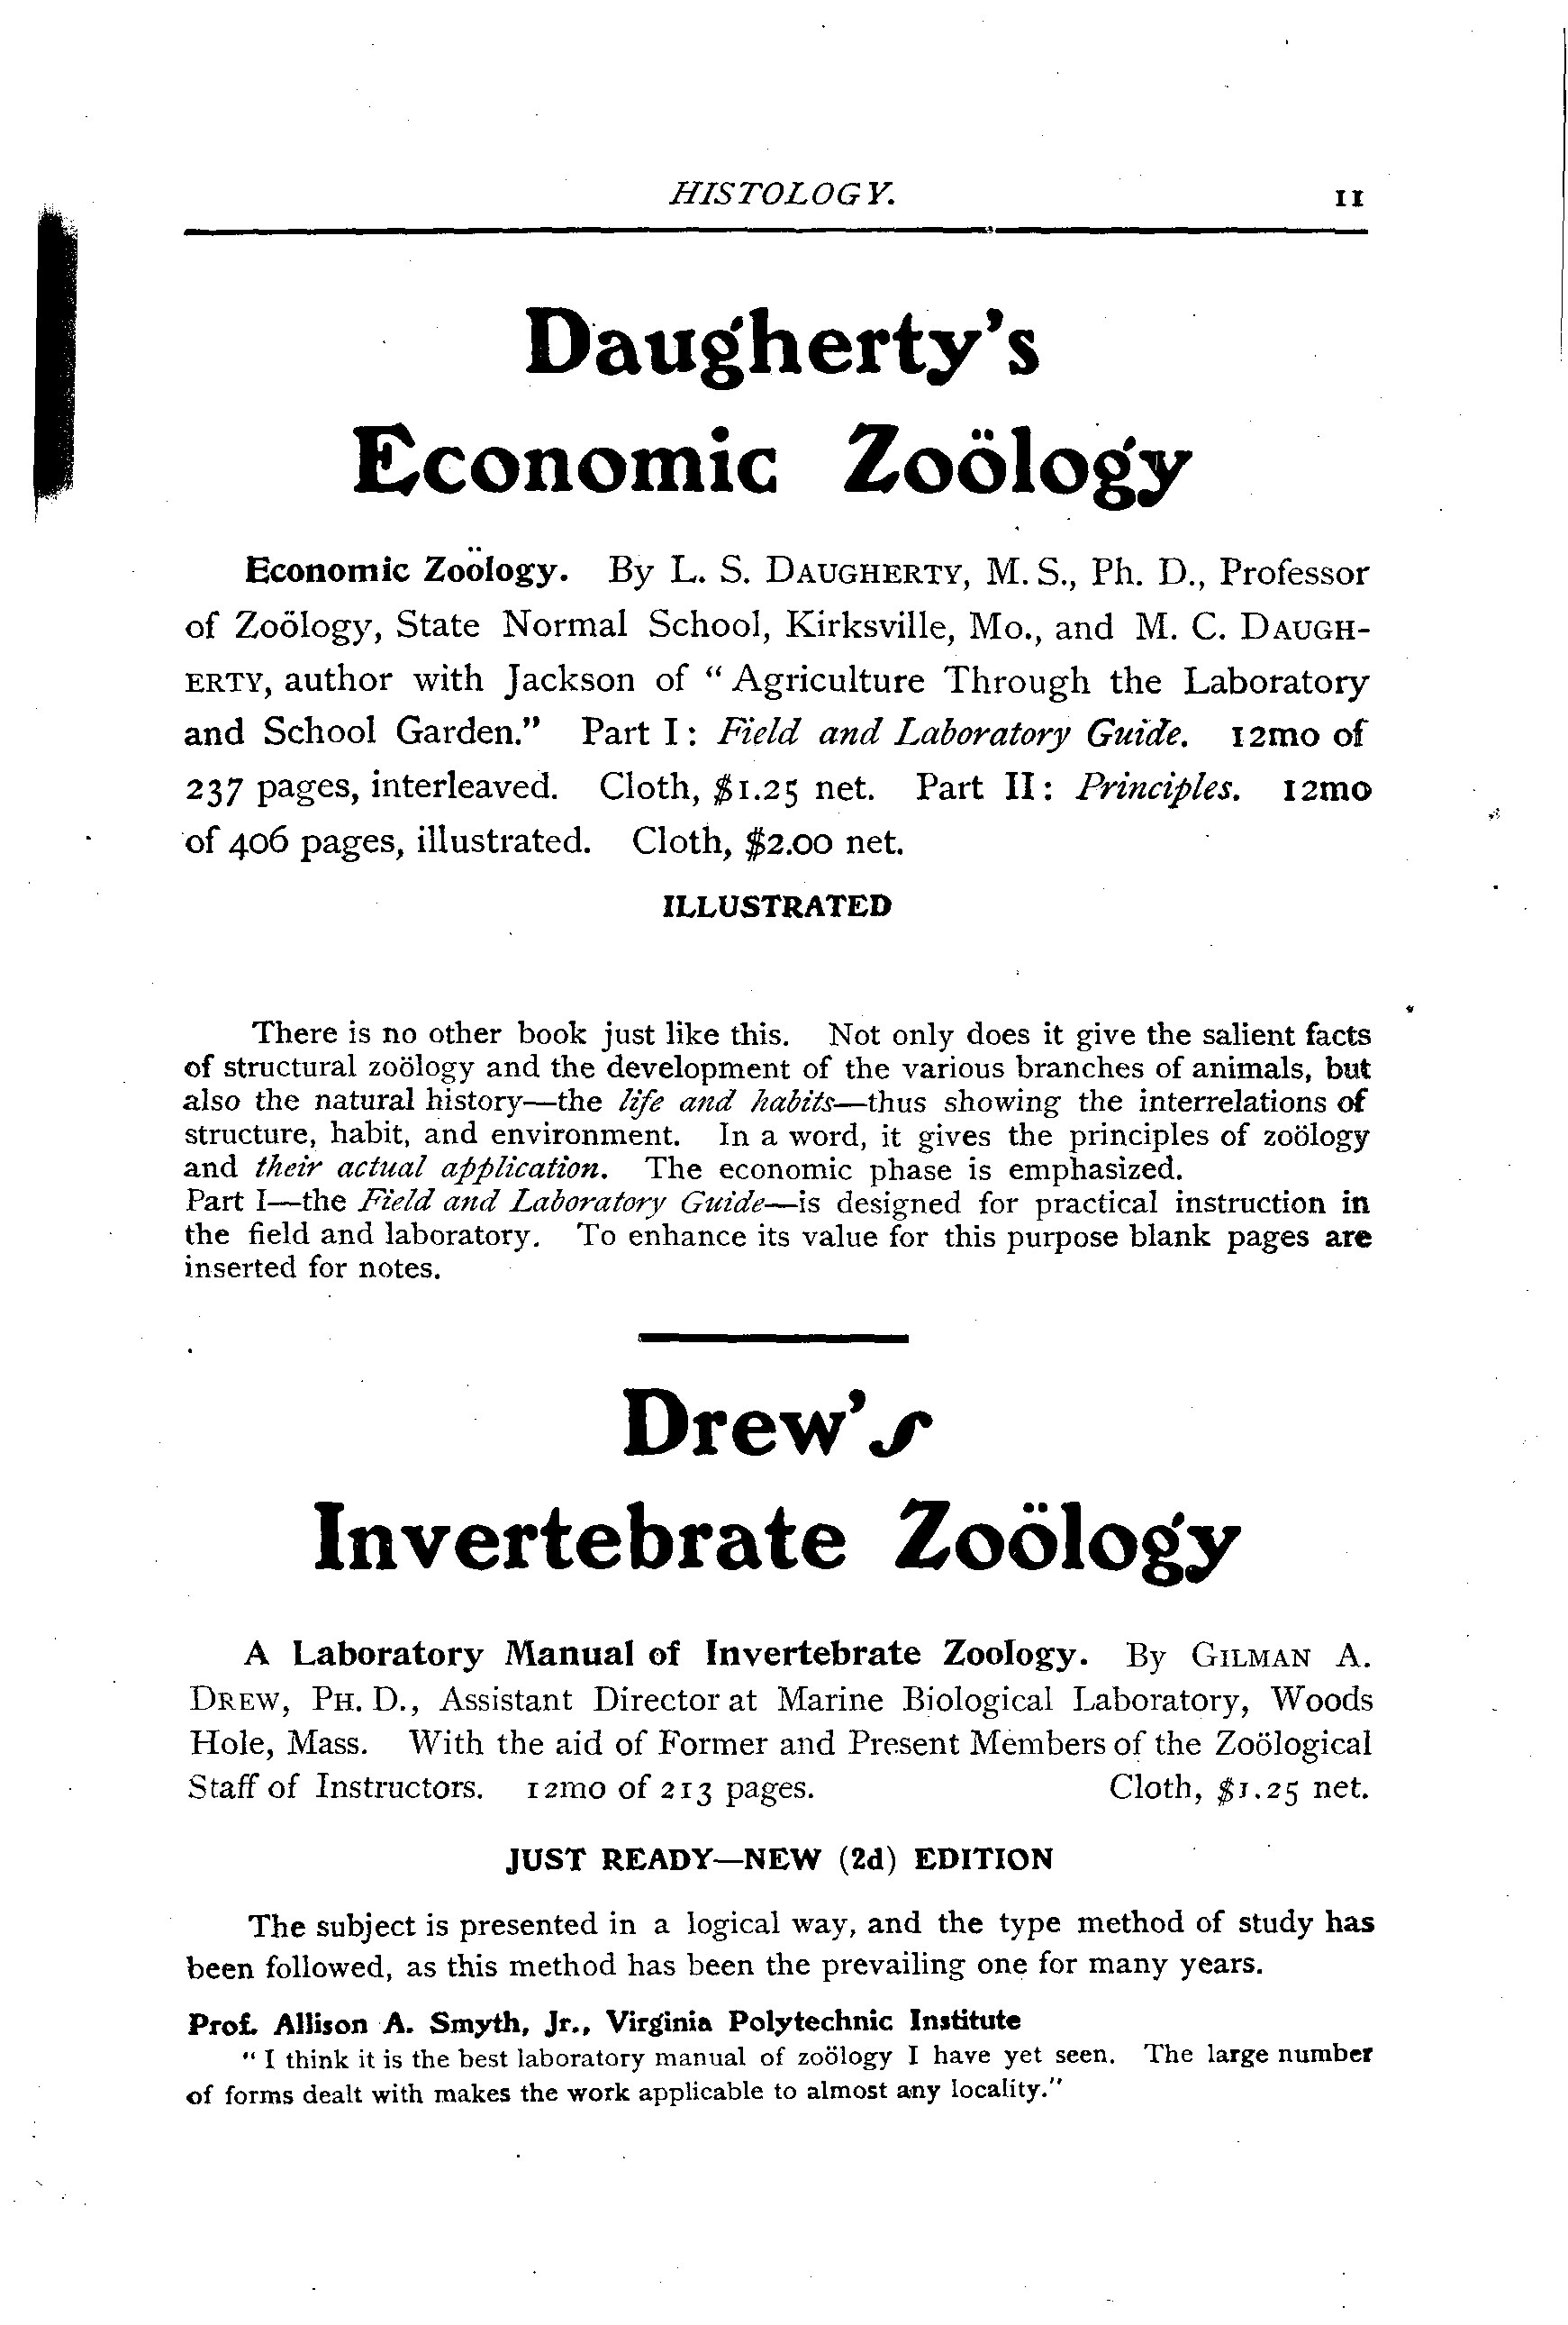 HISTOLOGY. 11
Daugherty's
Economic Zoölogy
Economic Zoölogy. By L. S. DAUGHERTY, M. S., Ph. D., Professor
of Zoölogy, State Normal School, Kirksville, Mo., and M. C. DAUGH-
ERTY, author with Jackson of "Agriculture Through the Laboratory
and School Garden." Part I: Field and Laboratory Guide. 12mo of
237 pages, interleaved. Cloth, $1.25 net. Part II: Principles. 12mo
of 406 pages, illustrated. Cloth, $2.00 net.
ILLUSTRATED
There is no other book just like this. Not only does it give the salient facts
of structural zoölogy and the development of the various branches of animals, but
also the natural history—the life and habits—thus showing the interrelations of
structure, habit, and environment. In a word, it gives the principles of zoölogy
and their actual application. The economic phase is emphasized.
Part I—the Field and Laboratory Guide—is designed for practical instruction in
the field and laboratory. To enhance its value for this purpose blank pages are
inserted for notes.
Drew's
Invertebrate Zoölogy
A Laboratory Manual of Invertebrate Zoology. By GILMAN A.
DREW, PH. D., Assistant Director at Marine Biological Laboratory, Woods
Hole, Mass. With the aid of Former and Present Members of the Zoölogical
Staff of Instructors. 12mo of 213 pages. Cloth, $1.25 net.
JUST READY—NEW (2d) EDITION
The subject is presented in a logical way, and the type method of study has
been followed, as this method has been the prevailing one for many years.
Prof. Allison A. Smyth, Jr., Virginia Polytechnic Institute
"I think it is the best laboratory manual of zoölogy I have yet seen. The large number
of forms dealt with makes the work applicable to almost any locality."